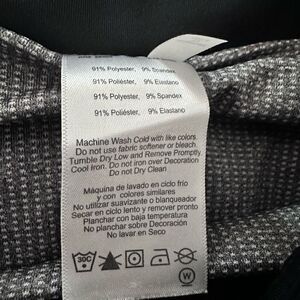 91% Polyester, 9% Spandex
91% Poliéster, 9% Elastano
91% Polyester, 9% Spandex
91% Poliéster, 9% Elastano
Machine Wash Cold with like colors.
Do not use fabric softener or bleach.
Tumble Dry Low and Remove Promptly
Cool Iron. Do not iron over Decoration
Do not Dry Clean
Máquina de lavado en ciclo frío
y con colores similares
No utilizar suavizante o blanqueador
Secar en ciclo lento y remover pronto
Planchar con baja temperatura
No planchar sobre Decoración
No lavar en Seco
30C
W